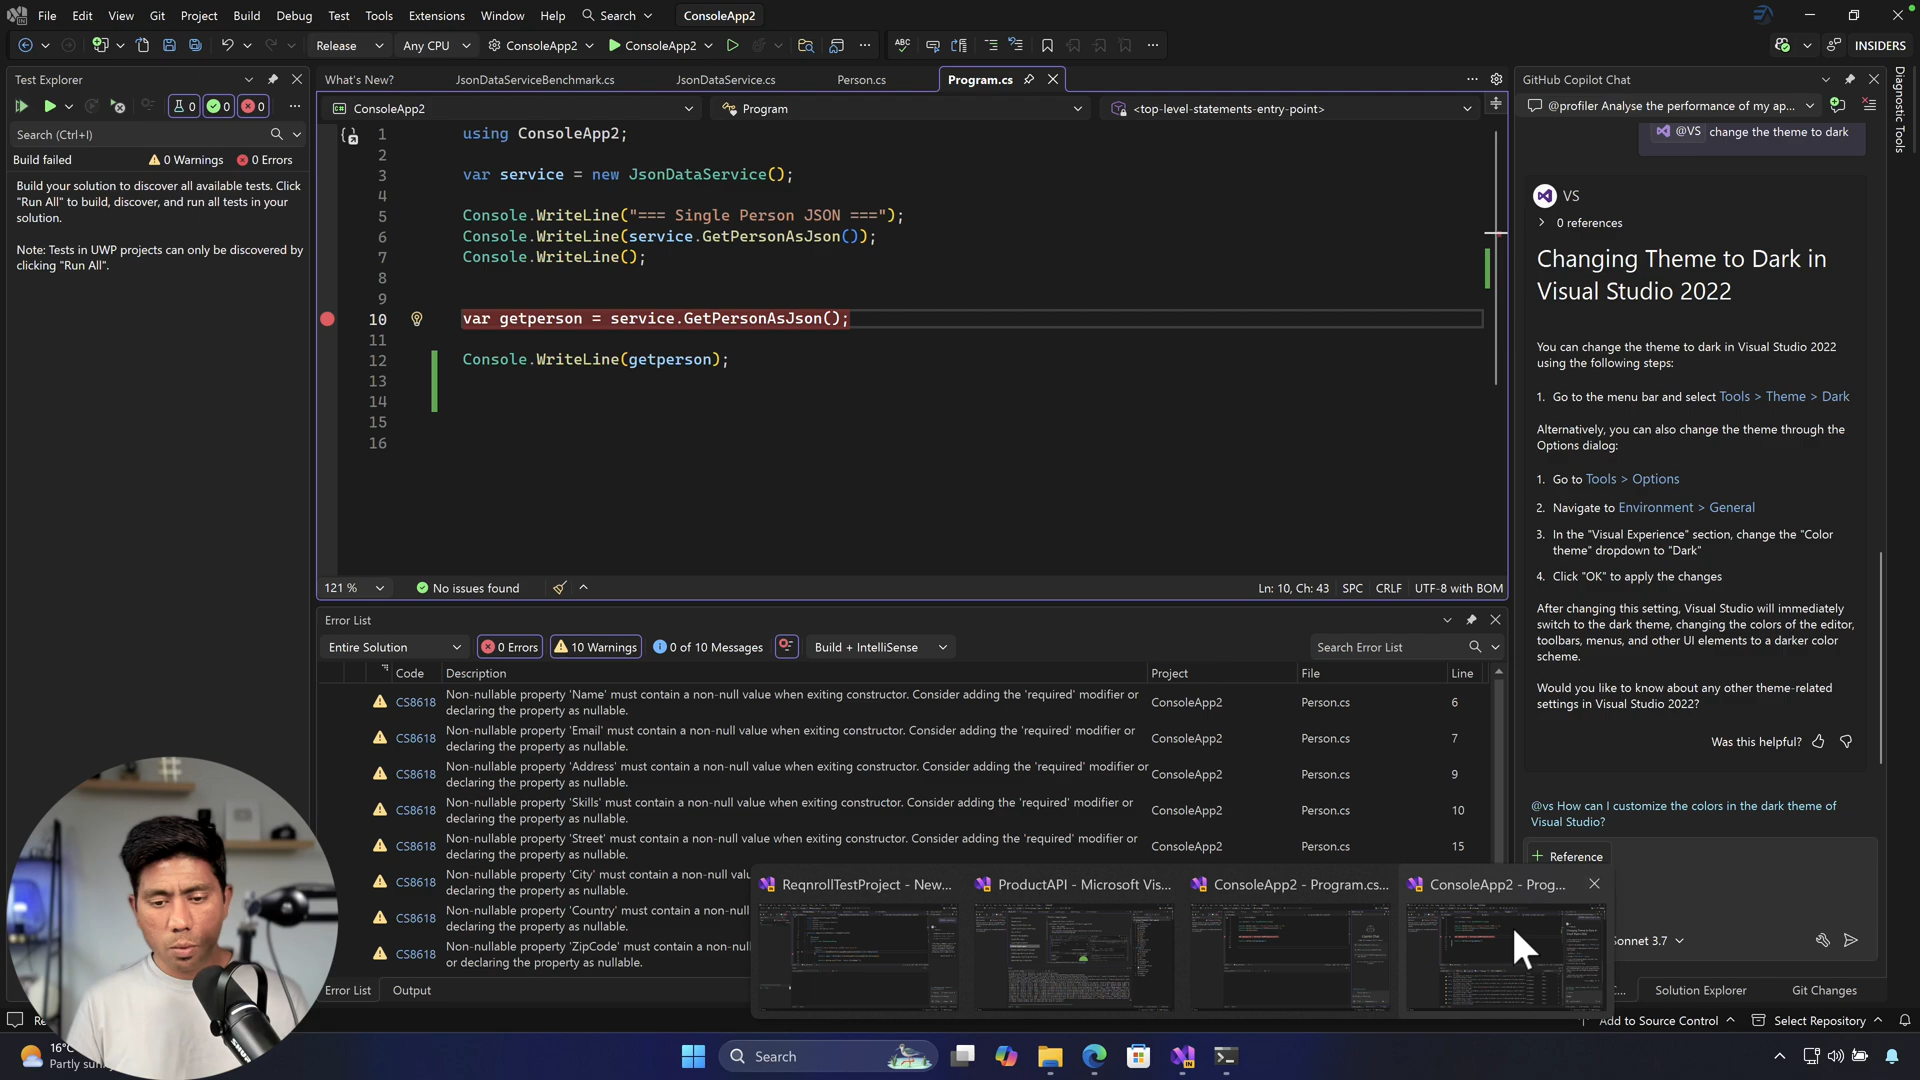 File Edit View Git Project Build Debug Test Tools Extensions Window Help Search ConsoleApp2
Release Any CPU ConsoleApp2 ConsoleApp2 INSIDERS
Test Explorer
0 0 0
Search (Ctrl+I)
Build failed 0 Warnings 0 Errors
Build your solution to discover all available tests. Click
"Run All" to build, discover, and run all tests in your
solution.
Note: Tests in UWP projects can only be discovered by
clicking "Run All".
What's New? JsonDataServiceBenchmark.cs JsonDataService.cs Person.cs Program.cs
ConsoleApp2 Program <top-level-statements-entry-point>
1 using ConsoleApp2;
2
3 var service = new JsonDataService();
4
5 Console.WriteLine("=== Single Person JSON ===");
6 Console.WriteLine(service.GetPersonAsJson());
7 Console.WriteLine();
8
9
10 var getperson = service.GetPersonAsJson();
11
12 Console.WriteLine(getperson);
13
14
15
16
121 % No issues found Ln: 10, Ch: 43 SPC CRLF UTF-8 with BOM
Error List
Entire Solution 0 Errors 10 Warnings 0 of 10 Messages Build + IntelliSense Search Error List
Code Description Project File Line
CS8618 Non-nullable property 'Name' must contain a non-null value when exiting constructor. Consider adding the 'required' modifier or ConsoleApp2 Person.cs 6
declaring the property as nullable.
CS8618 Non-nullable property 'Email' must contain a non-null value when exiting constructor. Consider adding the 'required' modifier or ConsoleApp2 Person.cs 7
declaring the property as nullable.
CS8618 Non-nullable property 'Address' must contain a non-null value when exiting constructor. Consider adding the 'required' modifier or ConsoleApp2 Person.cs 9
declaring the property as nullable.
CS8618 Non-nullable property 'Skills' must contain a non-null value when exiting constructor. Consider adding the 'required' modifier or ConsoleApp2 Person.cs 10
declaring the property as nullable.
CS8618 Non-nullable property 'Street' must contain a non-null value when exiting constructor. Consider adding the 'required' modifier or ConsoleApp2 Person.cs 15
declaring the property as nullable.
CS8618 Non-nullable property 'City' must contain a no
declaring the property as nullable.
CS8618 Non-nullable property 'Country' must contain a
declaring the property as nullable.
CS8618 Non-nullable property 'ZipCode' must contain a
or declaring the property as nullable.
Error List Output
GitHub Copilot Chat
@profiler Analyse the performance of my ap...
@VS change the theme to dark
VS
0 references
Changing Theme to Dark in
Visual Studio 2022
You can change the theme to dark in Visual Studio 2022
using the following steps:
1. Go to the menu bar and select Tools > Theme > Dark
Alternatively, you can also change the theme through the
Options dialog:
1. Go to Tools > Options
2. Navigate to Environment > General
3. In the "Visual Experience" section, change the "Color
theme" dropdown to "Dark"
4. Click "OK" to apply the changes
After changing this setting, Visual Studio will immediately
switch to the dark theme, changing the colors of the editor,
toolbars, menus, and other UI elements to a darker color
scheme.
Would you like to know about any other theme-related
settings in Visual Studio 2022?
Was this helpful?
@vs How can I customize the colors in the dark theme of
Visual Studio?
Reference
Sonnet 3.7
Solution Explorer Git Changes
Diagnostic Tools
ReqnrollTestProject - New... ProductAPI - Microsoft Vis... ConsoleApp2 - Program.cs... ConsoleApp2 - Prog...
Add to Source Control Select Repository
16°C
Partly sun
Search